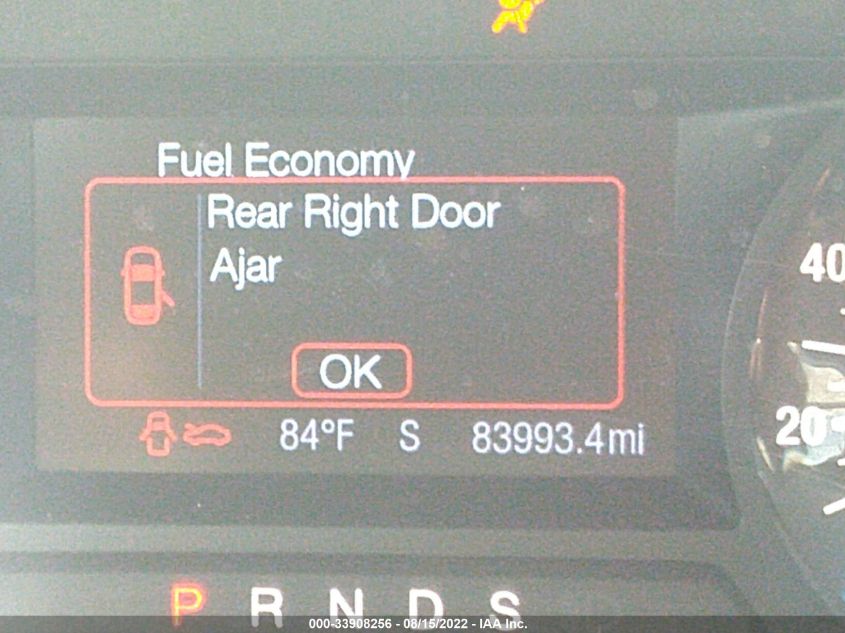 Fuel Economy
Rear Right Door
Ajar
OK
84°F S 83993.4mi
40
20
P R N D S
000-33908256 - 08/15/2022 - IAA Inc.